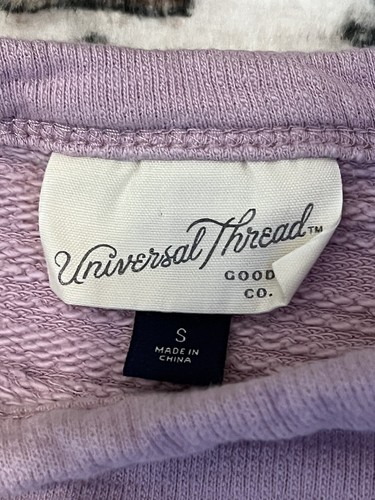 Universal Thread™
GOOD
CO.
S
MADE IN
CHINA